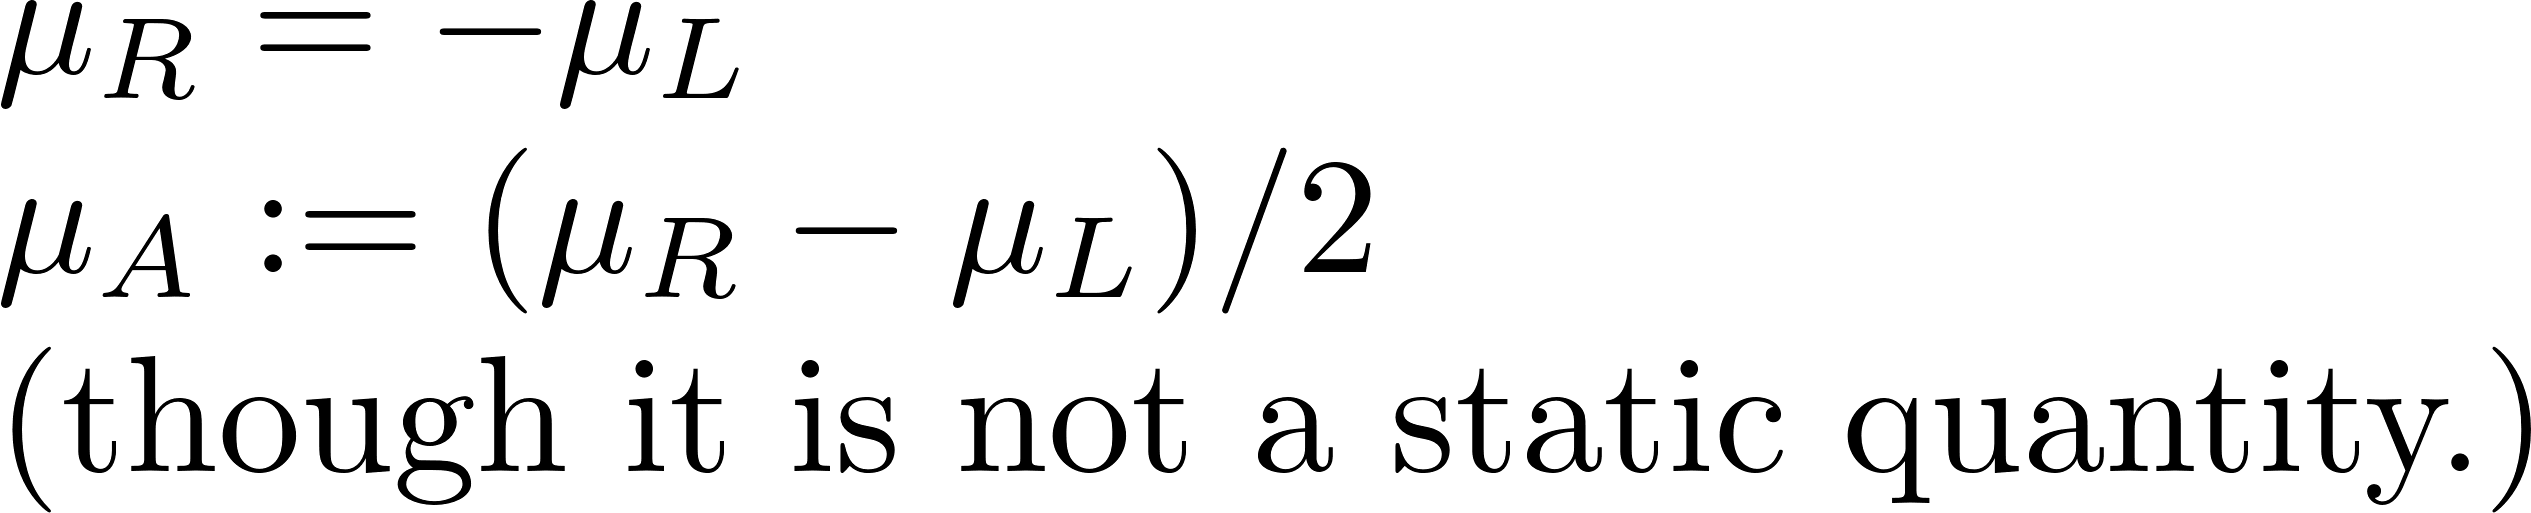 μ_R = −μ_L
μ_A := (μ_R − μ_L)/2
(though it is not a static quantity.)